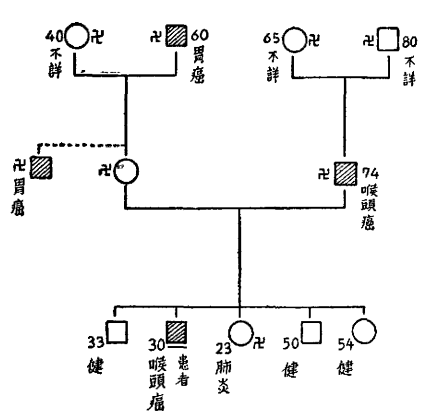 40 卍 不詳
卍 60 胃癌
65 卍 不詳
卍 80 不詳
卍 胃癌
卍
卍 74 喉頭癌
33 健
30 喉頭癌 患者
23 卍 肺炎
50 健
54 健